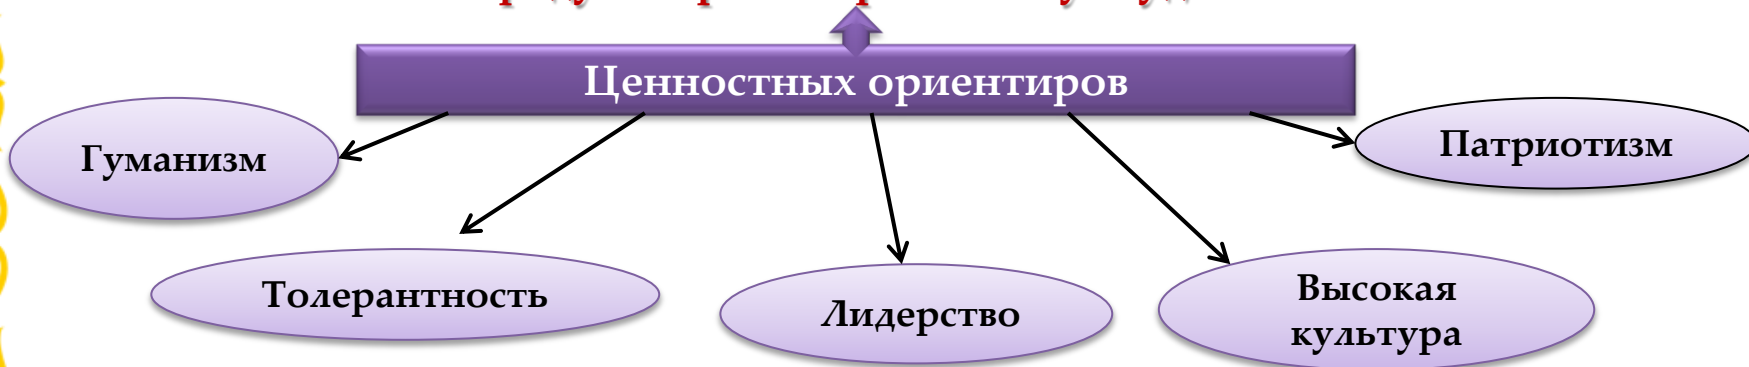 Ценностных ориентиров
Гуманизм
Патриотизм
Толерантность
Лидерство
Высокая
культура